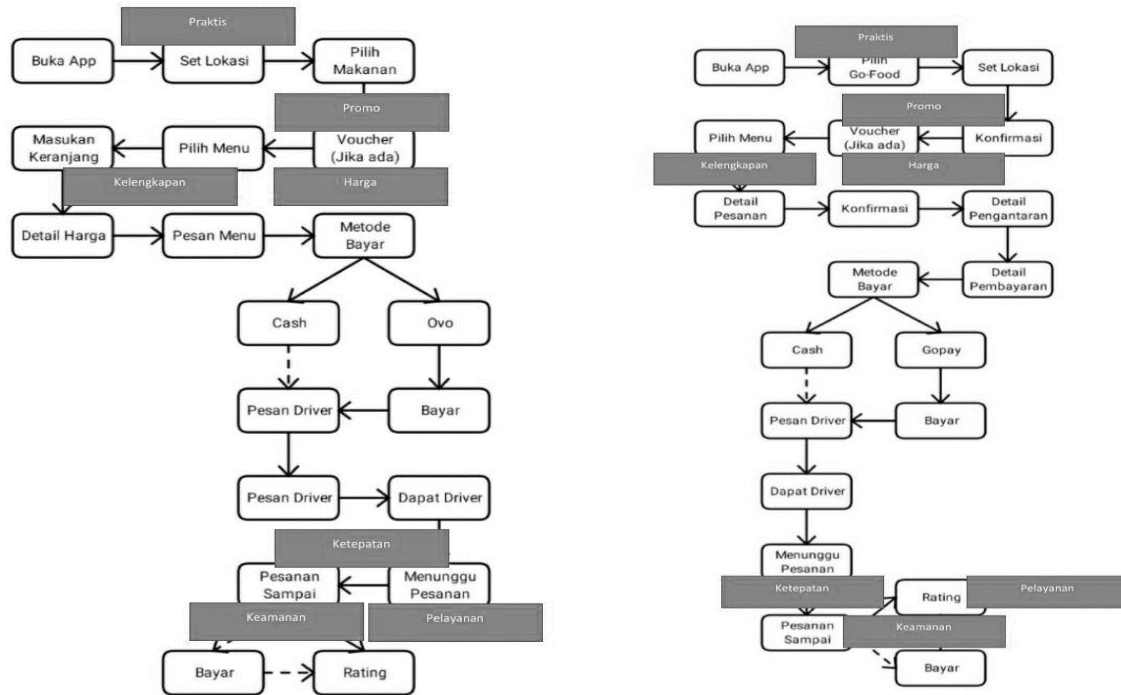 Praktis
Buka App
Set Lokasi
Pilih
Makanan
Promo
Masukan
Keranjang
Pilih Menu
Voucher
(Jika ada)
Kelengkapan
Harga
Detail Harga
Pesan Menu
Metode
Bayar
Cash
Ovo
Pesan Driver
Bayar
Pesan Driver
Dapat Driver
Ketepatan
Pesanan
Sampai
Menunggu
Pesanan
Keamanan
Pelayanan
Bayar
Rating
Praktis
Buka App
Pilih
Go-Food
Set Lokasi
Promo
Pilih Menu
Voucher
(Jika ada)
Konfirmasi
Kelengkapan
Harga
Detail
Pesanan
Konfirmasi
Detail
Pengantaran
Metode
Bayar
Detail
Pembayaran
Cash
Gopay
Pesan Driver
Bayar
Dapat Driver
Menunggu
Pesanan
Ketepatan
Rating
Pelayanan
Pesanan
Sampai
Keamanan
Bayar